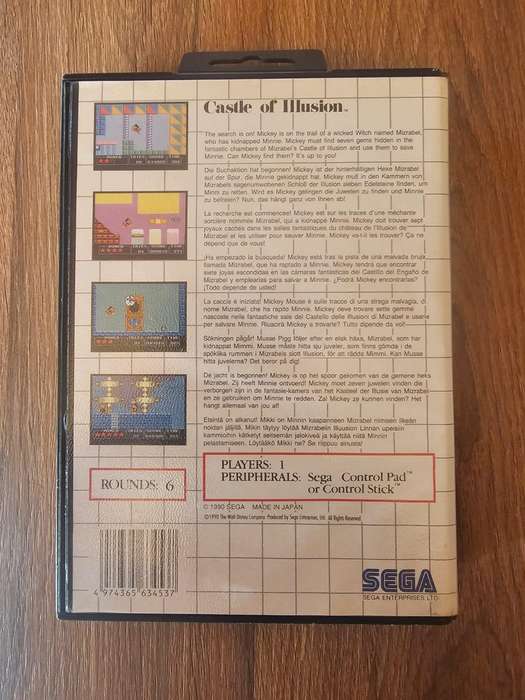 Castle of Illusion™
The search is on! Mickey is on the trail of a wicked Witch named Mizrabel,
who has kidnapped Minnie. Mickey must find seven gems hidden in the
fantastic chambers of Mizrabel's Castle of Illusion and use them to save
Minnie. Can Mickey find them? It's up to you!
Die Suchaktion hat begonnen! Mickey ist der hinterhältigen Hexe Mizrabel
auf der Spur, die Minnie gekidnappt hat. Mickey muß in den Kammern von
Mizrabels sagenumwobenen Schloß der Illusion sieben Edelsteine finden, um
Minni zu retten. Wird es Mickey gelingen die Juwelen zu finden und Minnie
zu befreien? Nun, das hängt ganz von Ihnen ab!
La recherche est commencée! Mickey est sur les traces d'une méchante
sorcière nommée Mizrabel, qui a kidnappé Minnie. Mickey doit trouver sept
joyaux cachés dans les salles fantastiques du château de l'Illusion de
Mizrabel et les utiliser pour sauver Minnie. Mickey va-t-il les trouver? Ça ne
dépend que de vous!
¡Ha empezado la búsqueda! Mickey está tras la pista de una malvada bruja
llamada Mizrabel, que ha raptado a Minnie. Mickey tendrá que encontrar
siete joyas escondidas en las cámaras fantásticas del Castillo del Engaño de
Mizrabel y emplearlas para salvar a Minnie. ¿Podrá Mickey encontrarlas?
¡Todo depende de usted!
La caccia è iniziata! Mickey Mouse è sulle tracce di una strega malvagia, di
nome Mizrabel, che ha rapito Minnie. Mickey deve trovare sette gemme
nascoste nelle fantastiche sale del Castello delle Illusioni di Mizrabel e usarle
per salvare Minnie. Riuscirà Mickey a trovarle? Tutto dipende da voi!
Sökningen pågår! Musse Pigg följer efter en elak häxa, Mizrabel, som har
kidnappat Mimmi. Musse måste hitta sju juveler, som finns gömda i de
spöklika rummen i Mizrabels slott Illusion, för att rädda Mimmi. Kan Musse
hitta juvelerna? Det beror på dig!
De jacht is begonnen! Mickey is op het spoor gekomen van de gemene heks
Mizrabel. Zij heeft Minnie ontvoerd! Mickey moet zeven juwelen vinden die
verborgen zijn in de fantasie-kamers van het Kasteel der Illusie van Mizrabel
en ze gebruiken om Minnie te redden. Zal Mickey ze kunnen vinden? Het
hangt allemaal van jou af!
Etsintä on alkanut! Mikki on Minnin kaapanneen Mizrabel nimisen ilkeän
noidan jäljillä. Mikin täytyy löytää Mizrabelin Illuusion Linnan upeisiin
kammioihin kätketyt seitsemän jalokiveä ja käyttää niitä Minnin
pelastamiseen. Löytääkö Mikki ne? Se riippuu sinusta!
ROUNDS: 6
PLAYERS: 1
PERIPHERALS: Sega Control Pad™
or Control Stick™
© 1990 SEGA MADE IN JAPAN
©1990 The Walt Disney Company. Produced by Sega Enterprises, Ltd. All Rights Reserved.
4 974365 634537
SEGA
SEGA ENTERPRISES, LTD.